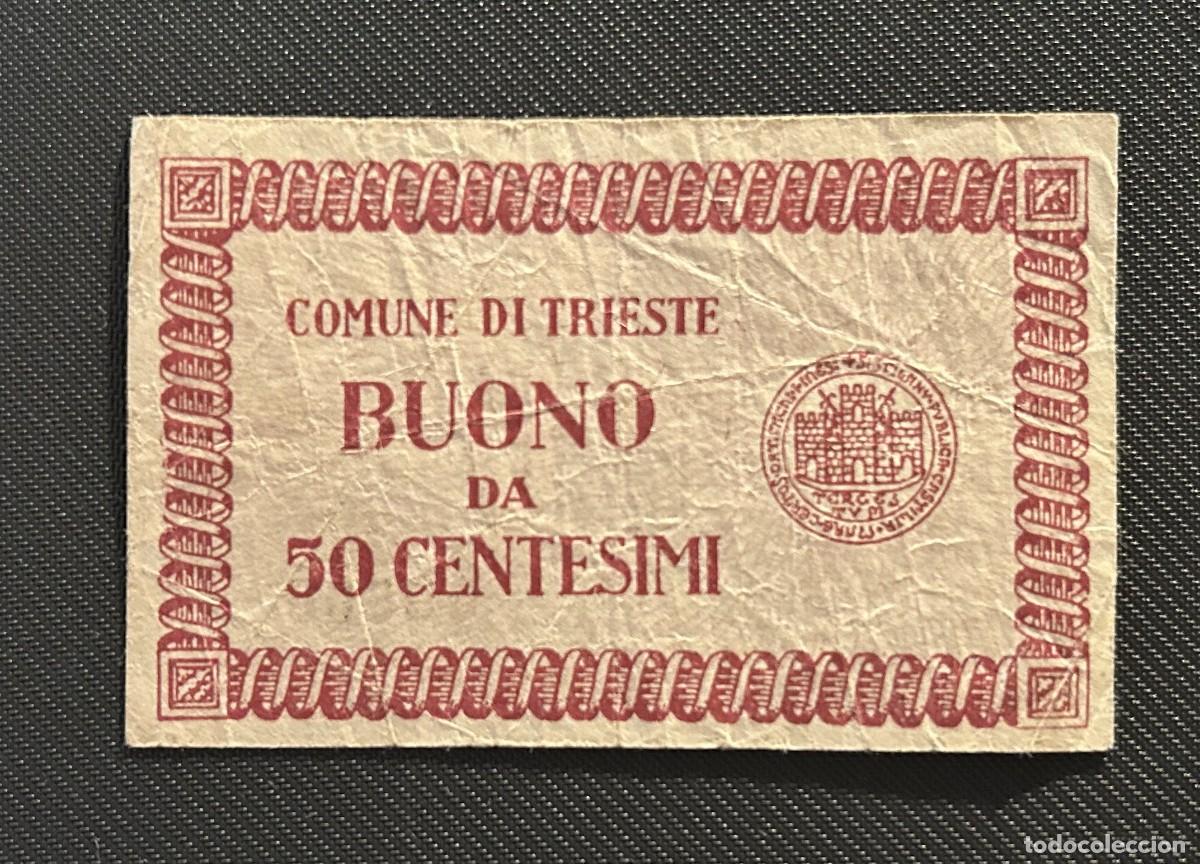 COMUNE DI TRIESTE
BUONO
DA
50 CENTESIMI
todocoleccion